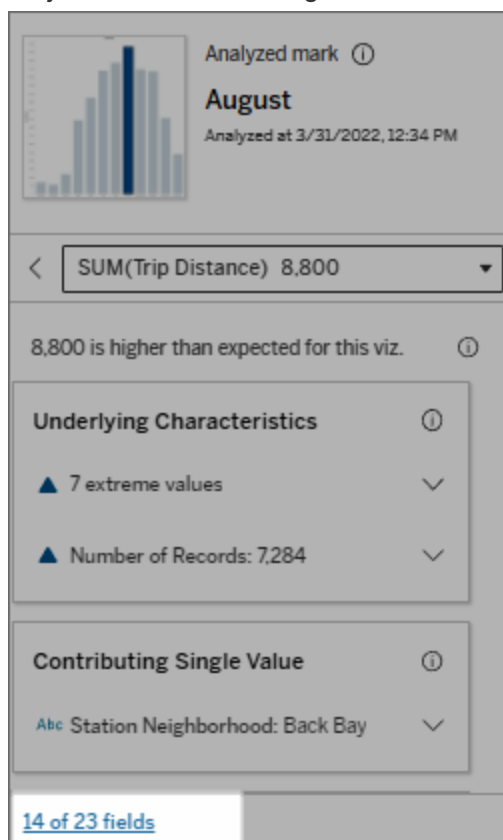 Analyzed mark
August
Analyzed at 3/31/2022, 12:34 PM
SUM(Trip Distance) 8,800
8,800 is higher than expected for this viz.
Underlying Characteristics
7 extreme values
Number of Records: 7,284
Contributing Single Value
Abc Station Neighborhood: Back Bay
14 of 23 fields